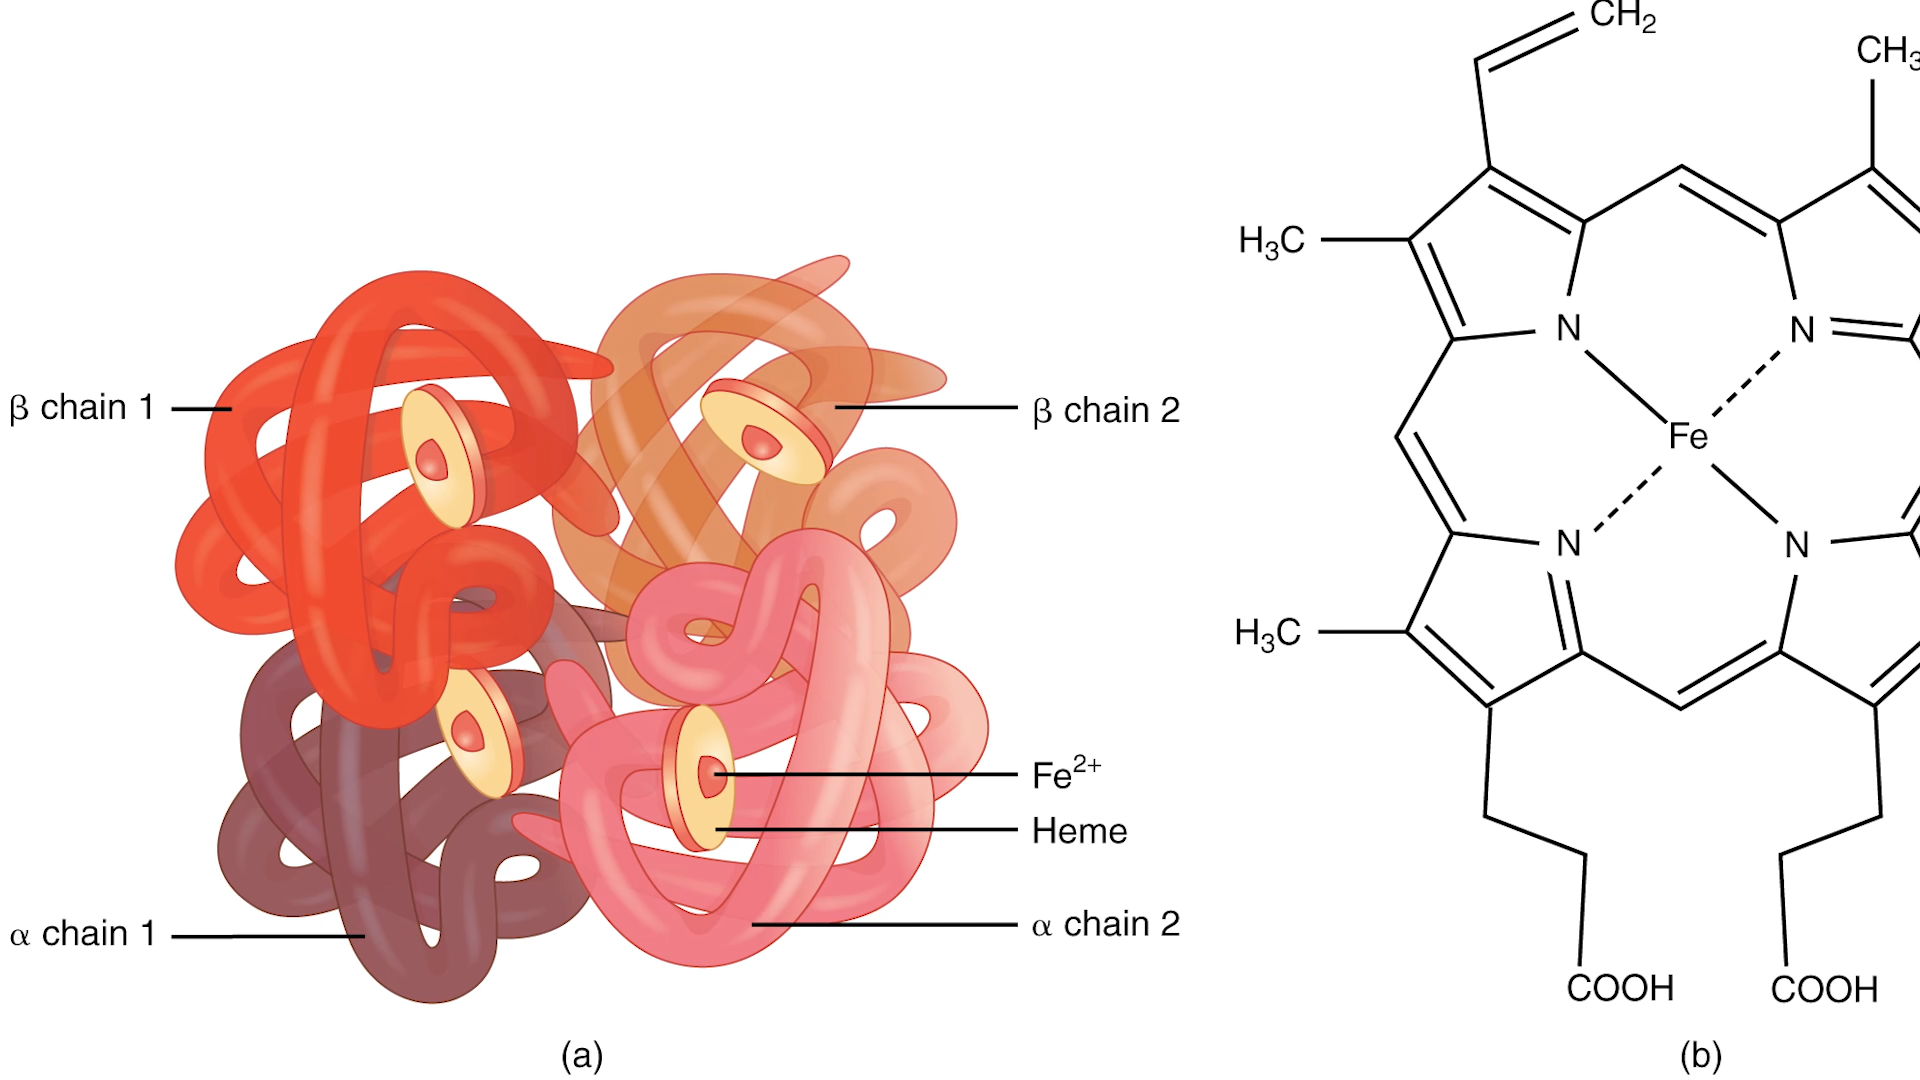 β chain 1
β chain 2
Fe²⁺
Heme
α chain 1
α chain 2
(a)
CH₂
CH₃
H₃C
N
N
Fe
N
N
H₃C
COOH
COOH
(b)